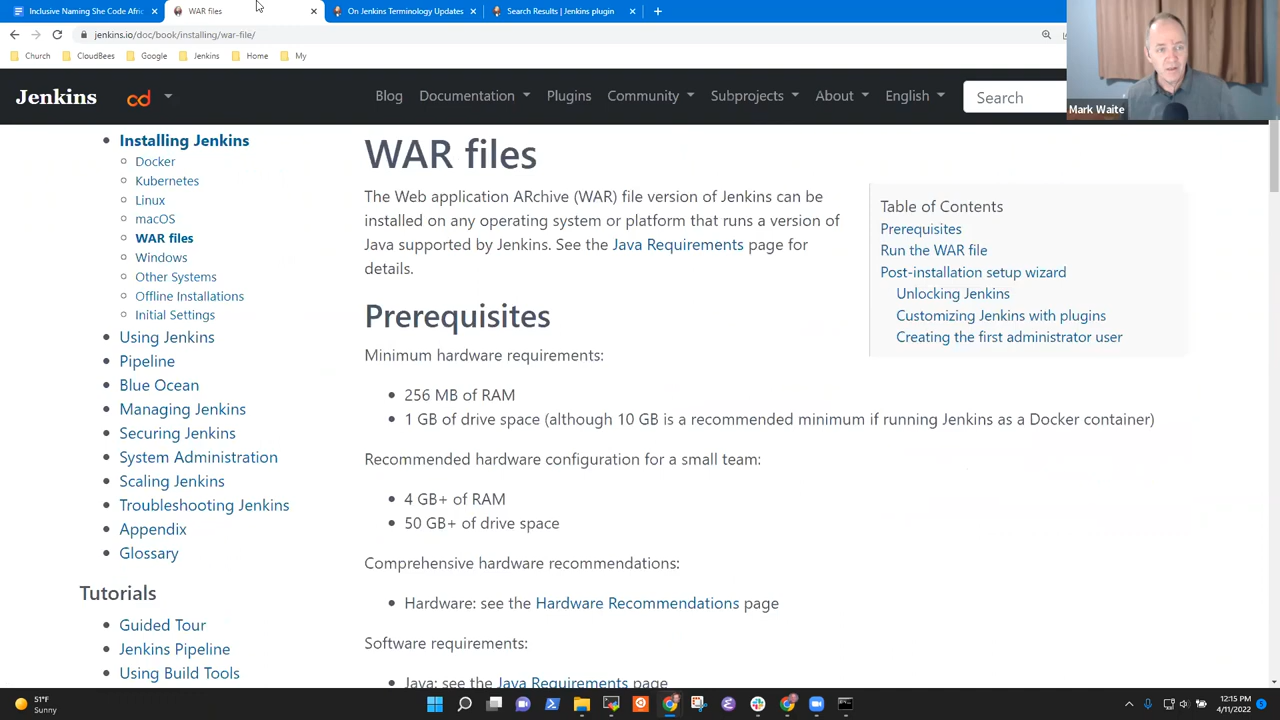 Inclusive Naming She Code Afric
WAR files
On Jenkins Terminology Updates
Search Results | Jenkins plugin
jenkins.io/doc/book/installing/war-file/
Church
CloudBees
Google
Jenkins
Home
My
Mark Waite
Jenkins
cd
Blog
Documentation
Plugins
Community
Subprojects
About
English
Search
Installing Jenkins
Docker
Kubernetes
Linux
macOS
WAR files
Windows
Other Systems
Offline Installations
Initial Settings
Using Jenkins
Pipeline
Blue Ocean
Managing Jenkins
Securing Jenkins
System Administration
Scaling Jenkins
Troubleshooting Jenkins
Appendix
Glossary
Tutorials
Guided Tour
Jenkins Pipeline
Using Build Tools
WAR files
The Web application ARchive (WAR) file version of Jenkins can be
installed on any operating system or platform that runs a version of
Java supported by Jenkins. See the Java Requirements page for
details.
Prerequisites
Minimum hardware requirements:
256 MB of RAM
1 GB of drive space (although 10 GB is a recommended minimum if running Jenkins as a Docker container)
Recommended hardware configuration for a small team:
4 GB+ of RAM
50 GB+ of drive space
Comprehensive hardware recommendations:
Hardware: see the Hardware Recommendations page
Software requirements:
Java: see the Java Requirements page
Table of Contents
Prerequisites
Run the WAR file
Post-installation setup wizard
Unlocking Jenkins
Customizing Jenkins with plugins
Creating the first administrator user
51°F
Sunny
12:15 PM
4/11/2022